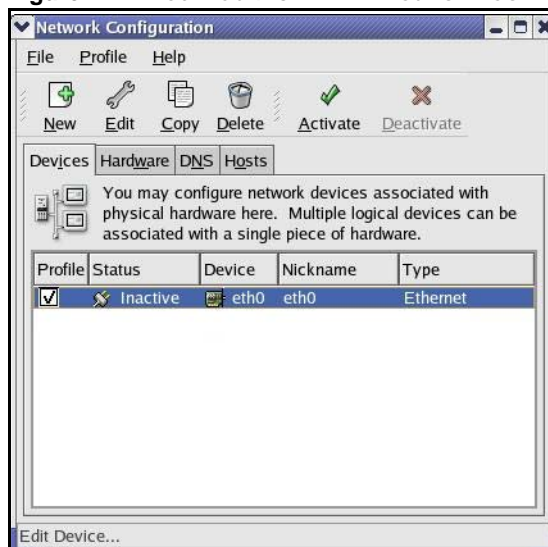 Network Configuration
File Profile Help
New Edit Copy Delete Activate Deactivate
Devices Hardware DNS Hosts
You may configure network devices associated with
physical hardware here. Multiple logical devices can be
associated with a single piece of hardware.
Profile Status Device Nickname Type
Inactive eth0 eth0 Ethernet
Edit Device...